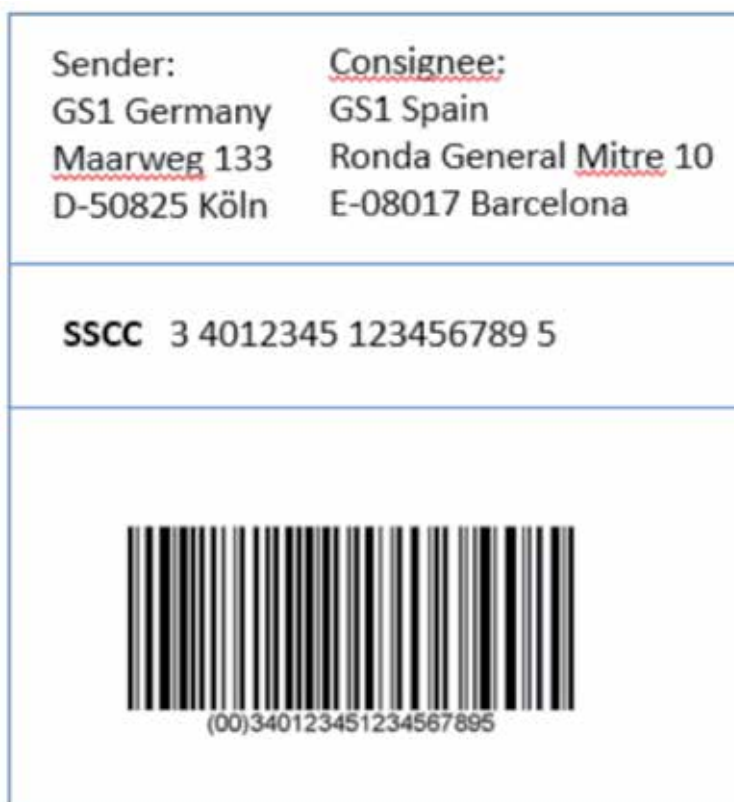 Sender:
GS1 Germany
Maarweg 133
D-50825 Köln
Consignee:
GS1 Spain
Ronda General Mitre 10
E-08017 Barcelona
SSCC 3 4012345 123456789 5
(00)340123451234567895